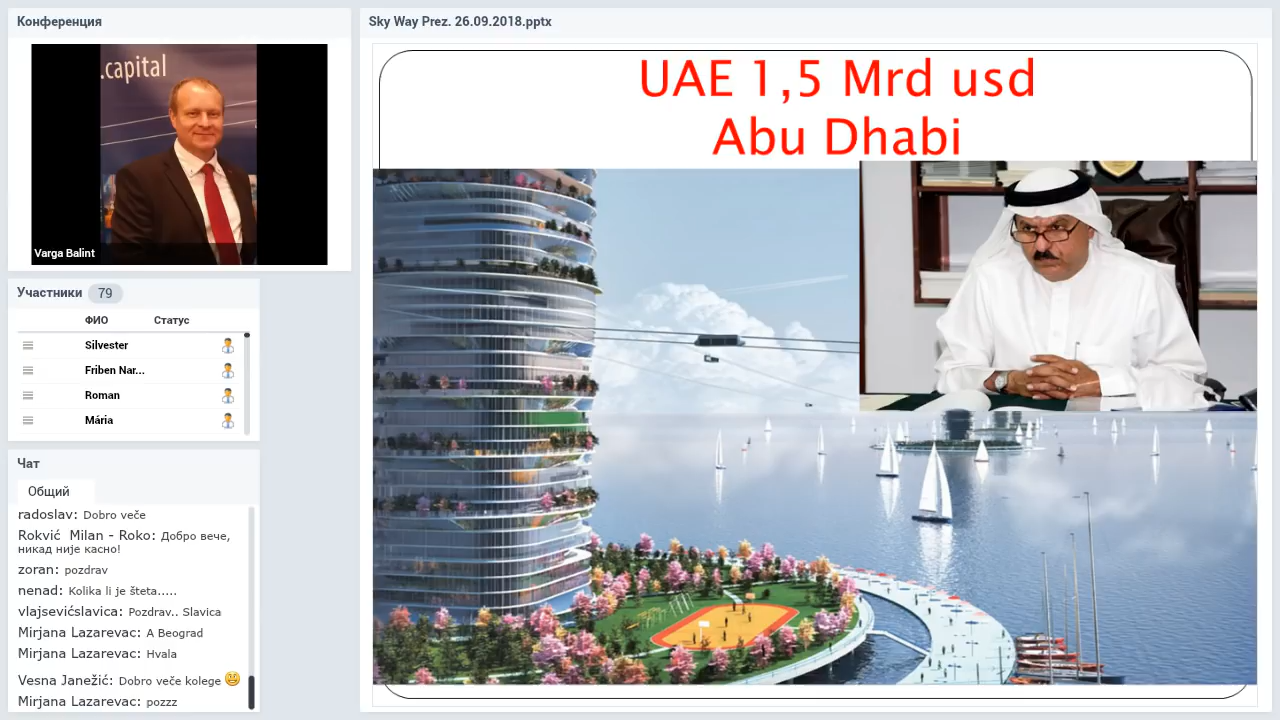 Конференция
.capital
Varga Balint
Участники 79
ФИО Статус
Silvester
Friben Nar...
Roman
Mária
Чат
Общий
radoslav: Dobro veče
Rokvić Milan - Roko: Добро вече,
никад није касно!
zoran: pozdrav
nenad: Kolika li je šteta.....
vlajsevićslavica: Pozdrav.. Slavica
Mirjana Lazarevac: A Beograd
Mirjana Lazarevac: Hvala
Vesna Janežić: Dobro veče kolege
Mirjana Lazarevac: pozzz
Sky Way Prez. 26.09.2018.pptx
UAE 1,5 Mrd usd
Abu Dhabi